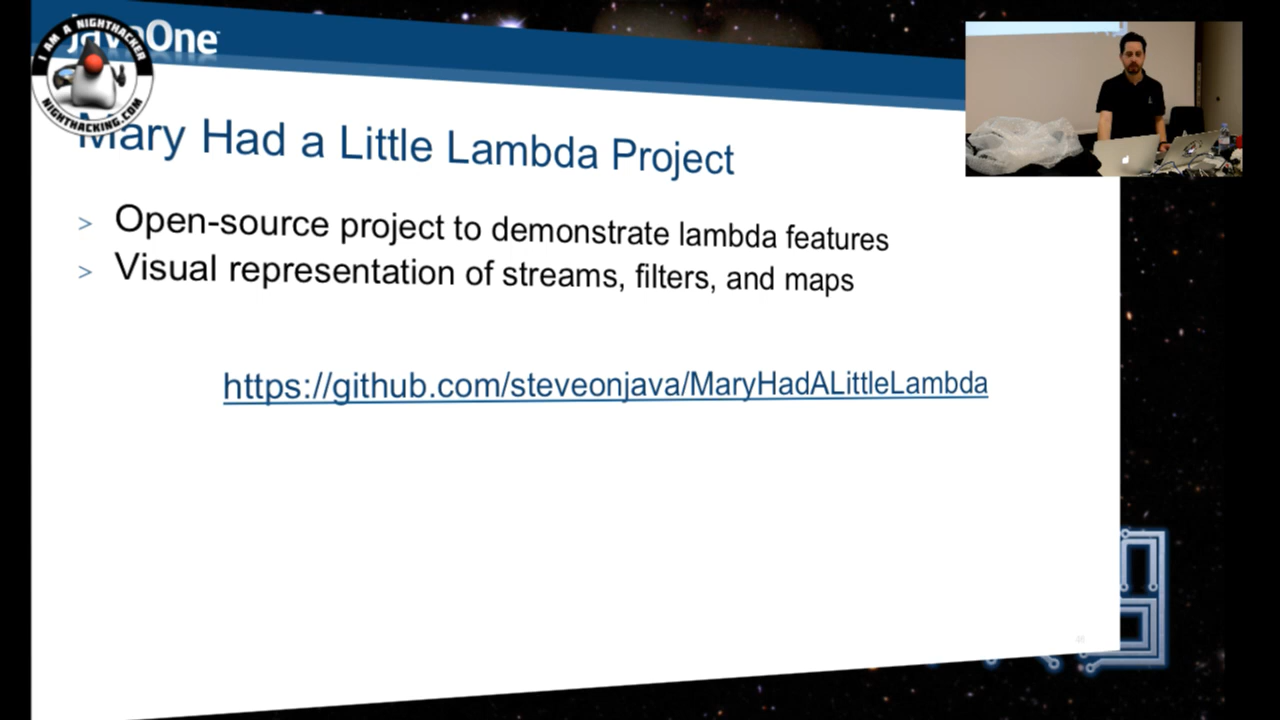 JavaOne
I AM A NIGHTHACKER
NIGHTHACKING.COM
Mary Had a Little Lambda Project
> Open-source project to demonstrate lambda features
> Visual representation of streams, filters, and maps
https://github.com/steveonjava/MaryHadALittleLambda